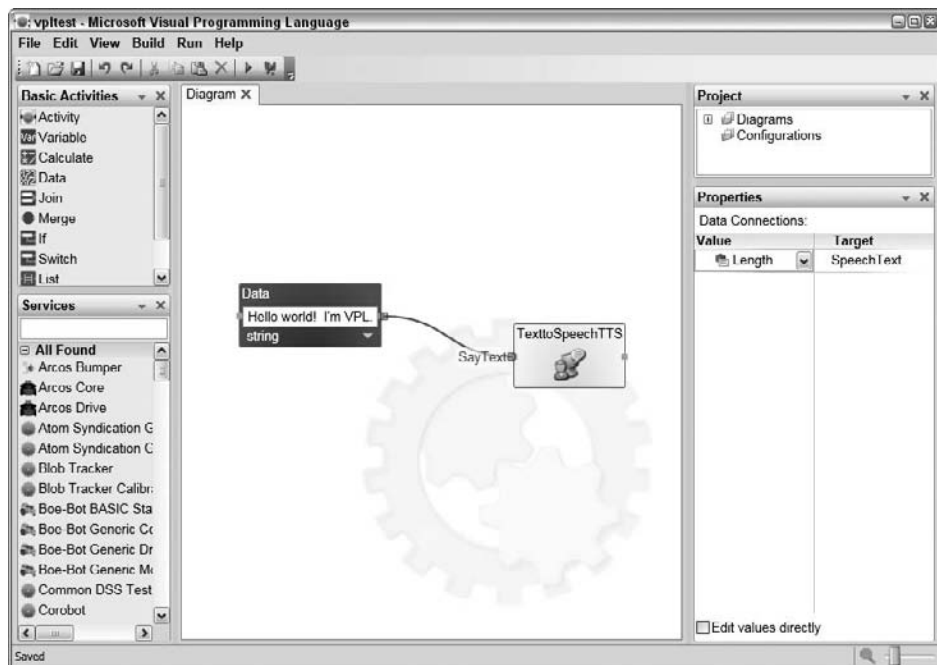 vpltest - Microsoft Visual Programming Language
File Edit View Build Run Help
Basic Activities
Activity
Variable
Calculate
Data
Join
Merge
If
Switch
List
Services
All Found
Arcos Bumper
Arcos Core
Arcos Drive
Atom Syndication G
Atom Syndication C
Blob Tracker
Blob Tracker Calibr
Boe-Bot BASIC Sta
Boe-Bot Generic Co
Boe-Bot Generic Dr
Boe-Bot Generic Mo
Common DSS Test
Corobot
Saved
Diagram
Data
Hello world! I'm VPL.
string
SayText
TexttoSpeechTTS
Project
Diagrams
Configurations
Properties
Data Connections:
Value Target
Length SpeechText
Edit values directly